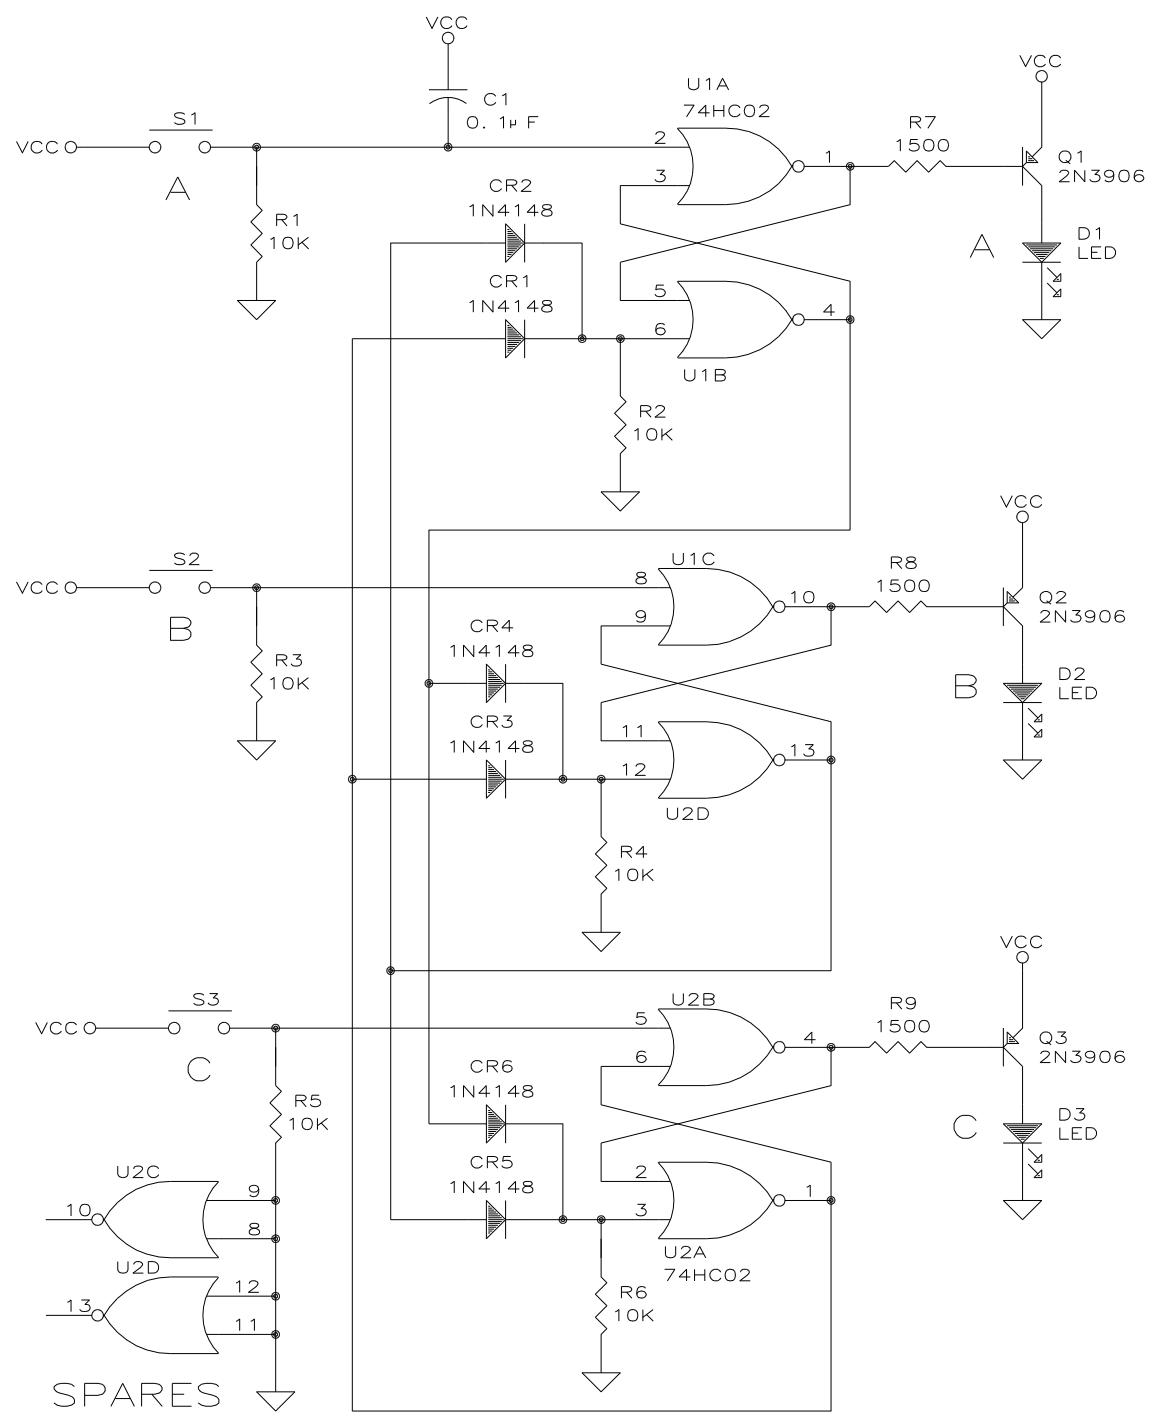 VCC
C1
0.1µF
U1A
74HC02
VCC
S1
VCC
A
2
3
1
R7
1500
Q1
2N3906
R1
10K
CR2
1N4148
CR1
1N4148
A
D1
LED
5
6
4
U1B
R2
10K
VCC
S2
VCC
B
U1C
8
9
10
R8
1500
Q2
2N3906
R3
10K
CR4
1N4148
CR3
1N4148
B
D2
LED
11
12
13
U2D
R4
10K
VCC
S3
VCC
C
U2B
5
6
4
R9
1500
Q3
2N3906
R5
10K
CR6
1N4148
CR5
1N4148
C
D3
LED
U2C
10
9
8
2
3
1
U2A
74HC02
U2D
13
12
11
R6
10K
SPARES